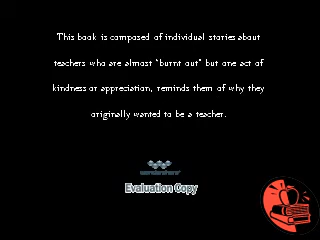 This book is composed of individual stories about
teachers who are almost "burnt out" but one act of
kindness or appreciation, reminds them of why they
originally wanted to be a teacher.
Evaluation Copy